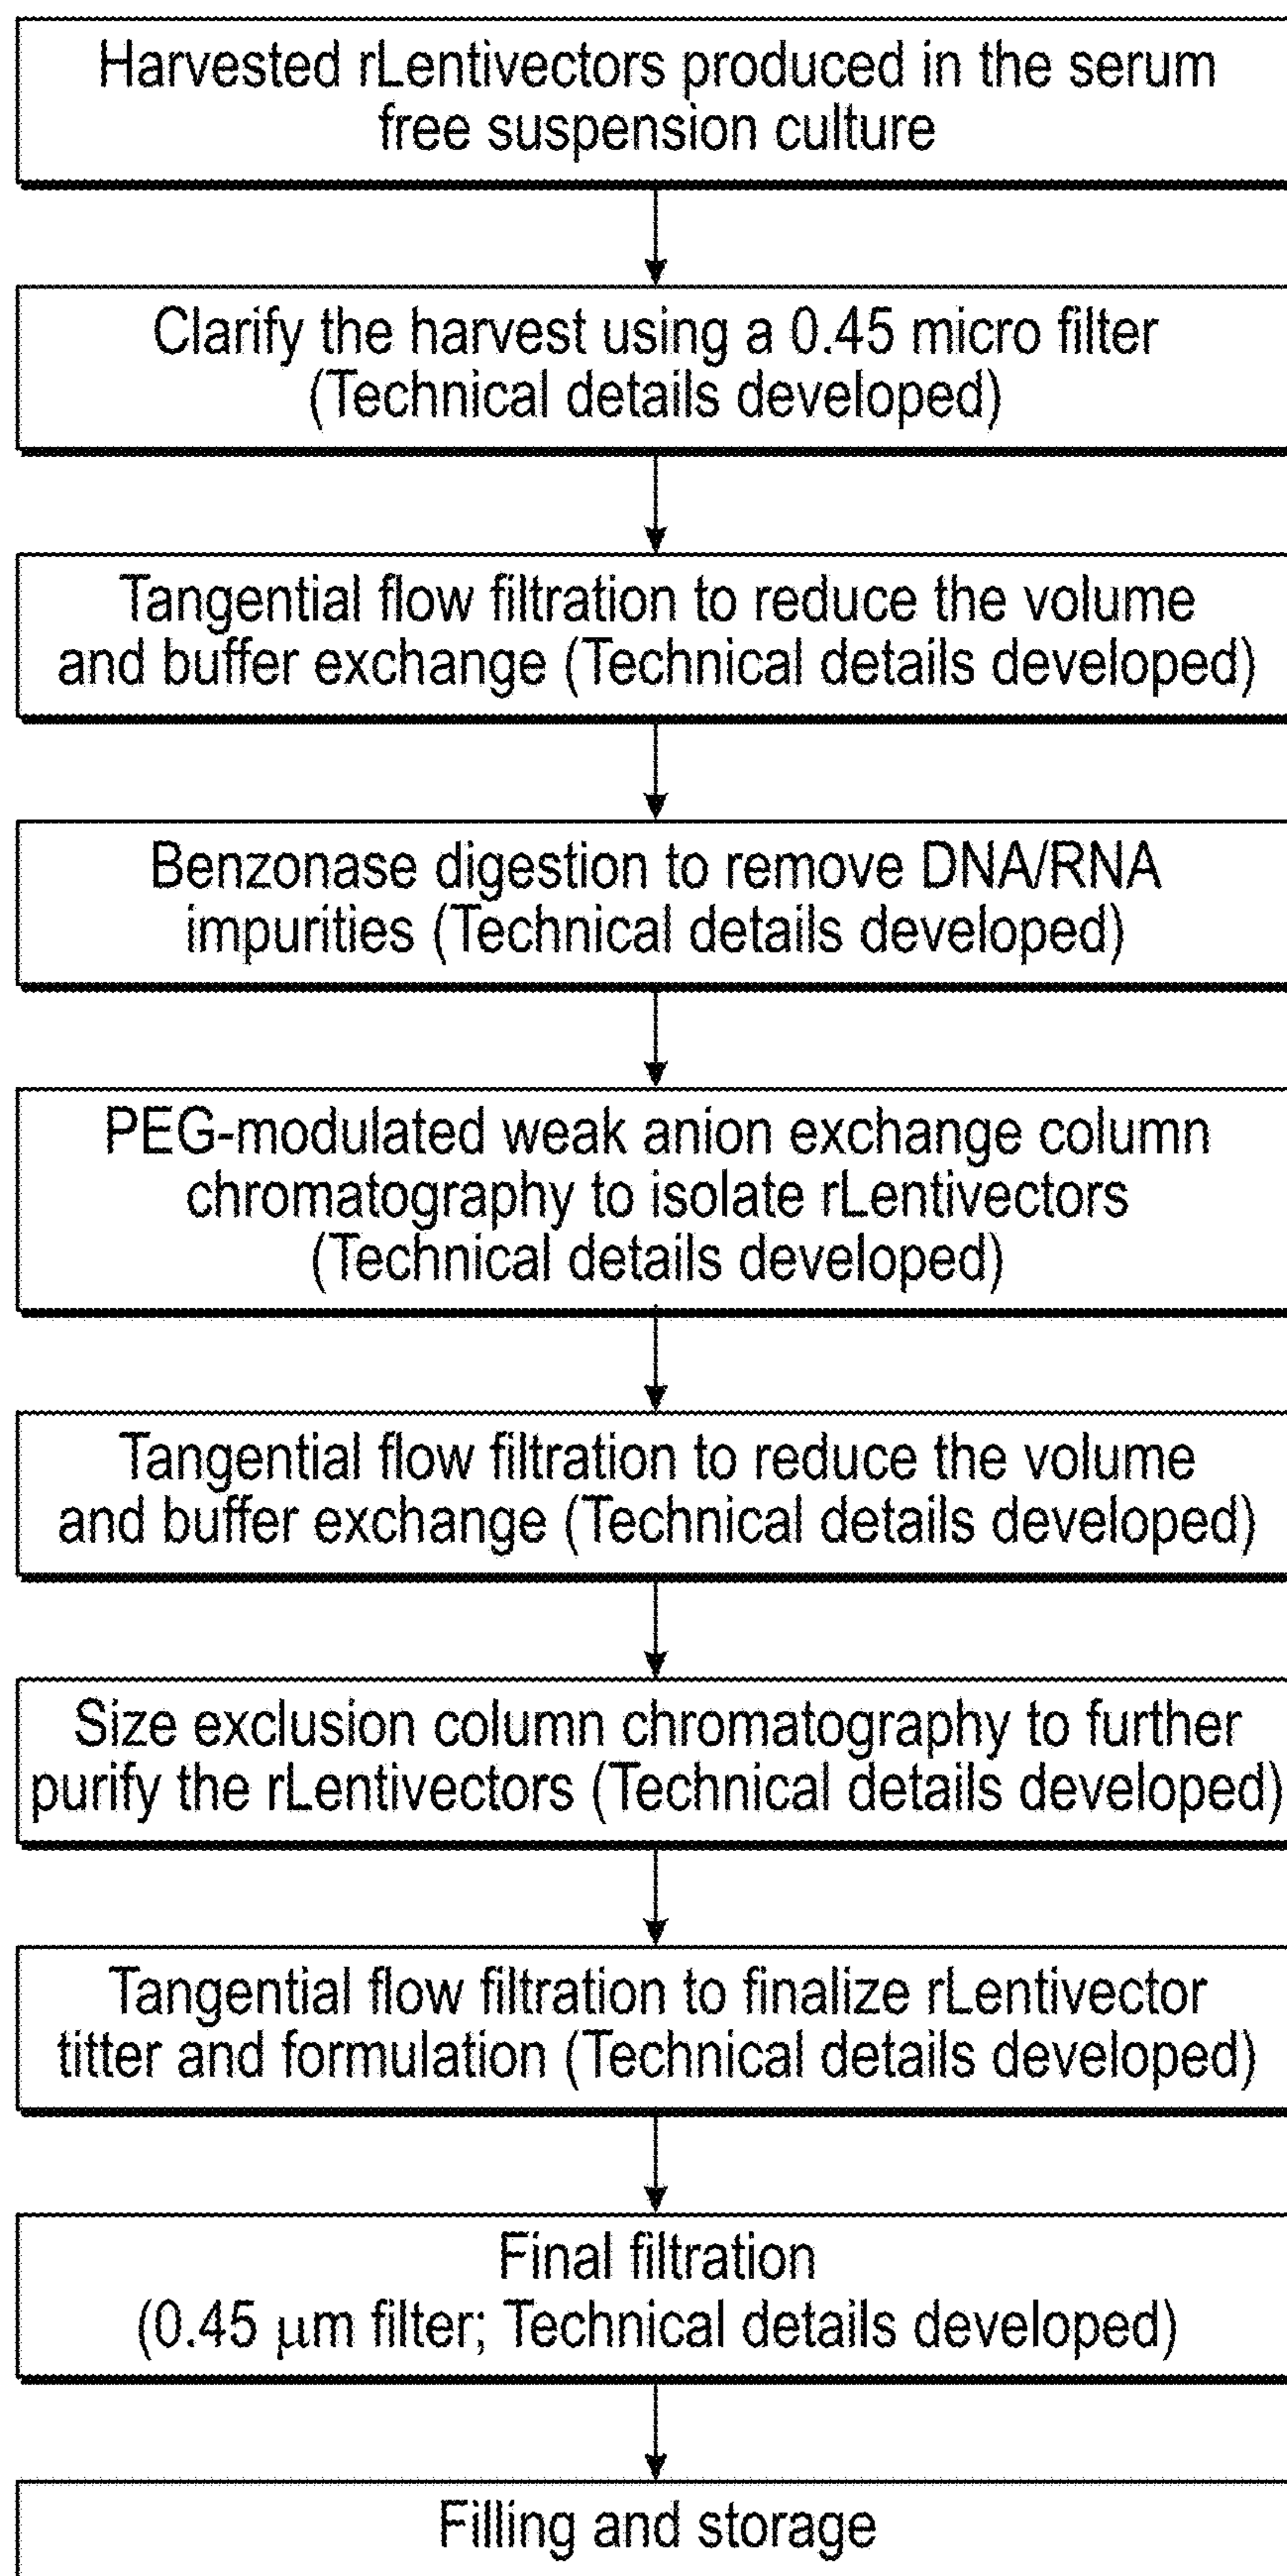 Harvested rLentivectors produced in the serum
free suspension culture
Clarify the harvest using a 0.45 micro filter
(Technical details developed)
Tangential flow filtration to reduce the volume
and buffer exchange (Technical details developed)
Benzonase digestion to remove DNA/RNA
impurities (Technical details developed)
PEG-modulated weak anion exchange column
chromatography to isolate rLentivectors
(Technical details developed)
Tangential flow filtration to reduce the volume
and buffer exchange (Technical details developed)
Size exclusion column chromatography to further
purify the rLentivectors (Technical details developed)
Tangential flow filtration to finalize rLentivector
titter and formulation (Technical details developed)
Final filtration
(0.45 μm filter; Technical details developed)
Filling and storage